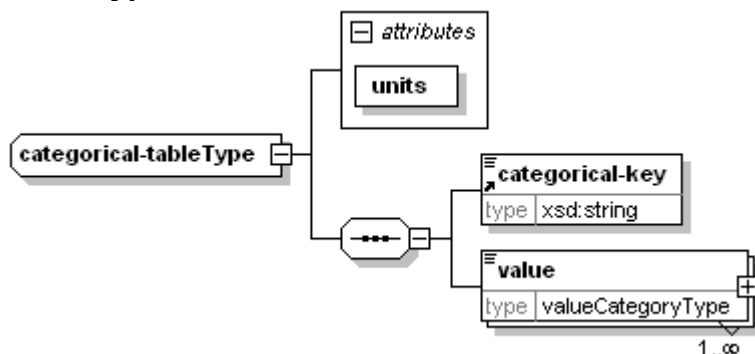 attributes
units
categorical-tableType
categorical-key
type xsd:string
value
type valueCategoryType
1..∞